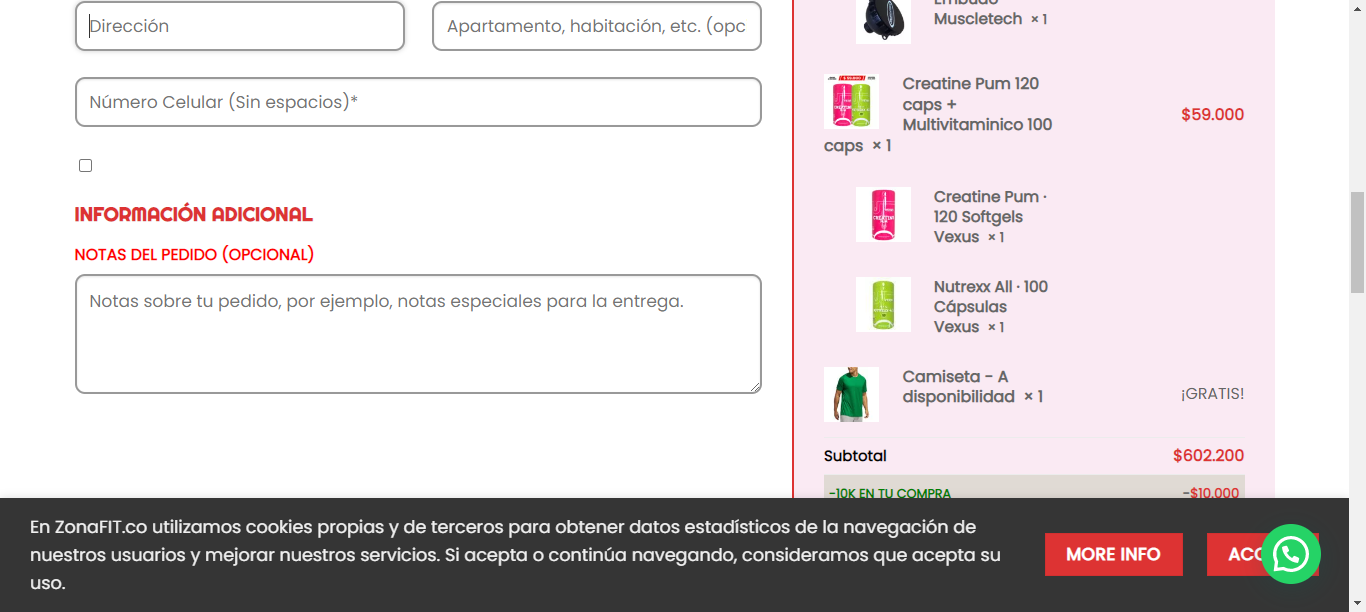 Dirección
Apartamento, habitación, etc. (opc
Número Celular (Sin espacios)*
INFORMACIÓN ADICIONAL
NOTAS DEL PEDIDO (OPCIONAL)
Notas sobre tu pedido, por ejemplo, notas especiales para la entrega.
Embudo
Muscletech × 1
Creatine Pum 120
caps +
Multivitaminico 100
caps × 1
$59.000
Creatine Pum ·
120 Softgels
Vexus × 1
Nutrexx All · 100
Cápsulas
Vexus × 1
Camiseta - A
disponibilidad × 1
¡GRATIS!
Subtotal
$602.200
-10K EN TU COMPRA
-$10.000
En ZonaFIT.co utilizamos cookies propias y de terceros para obtener datos estadísticos de la navegación de
nuestros usuarios y mejorar nuestros servicios. Si acepta o continúa navegando, consideramos que acepta su
uso.
MORE INFO